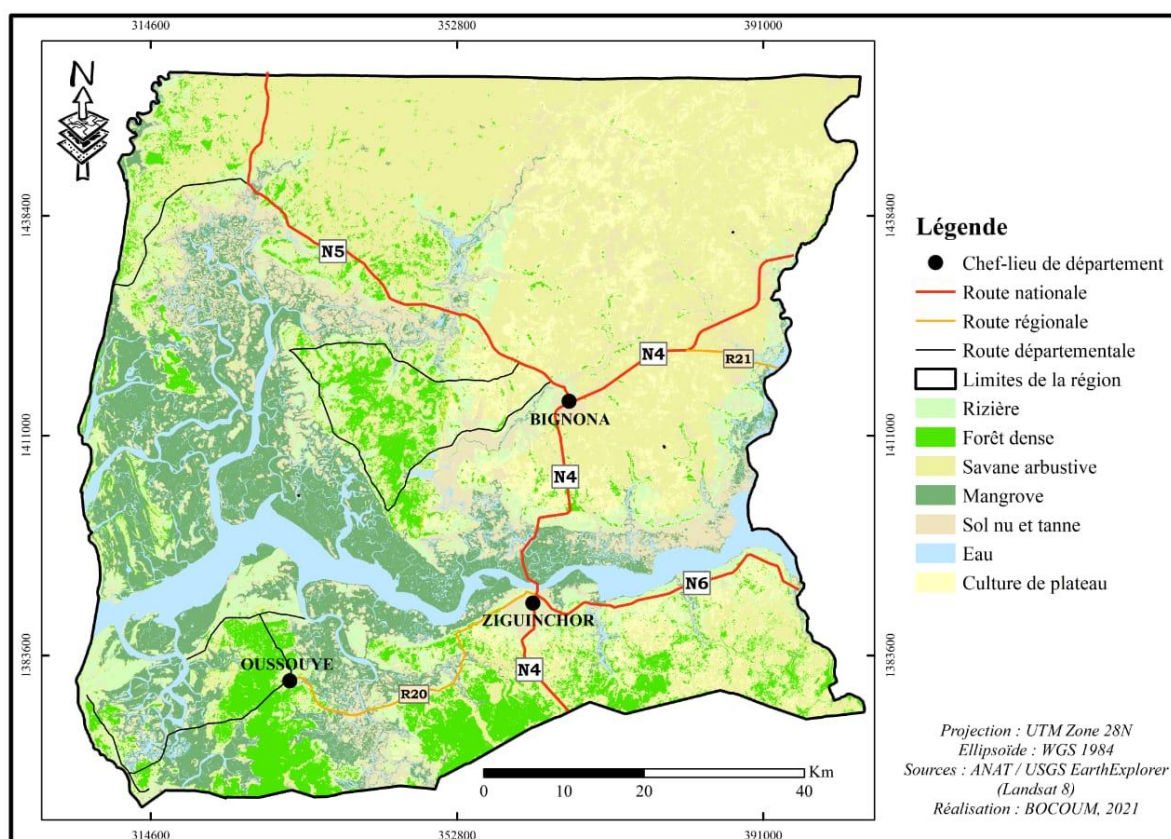 314600
352800
391000
N
1438400
1438400
N5
N4
R21
BIGNONA
1411000
1411000
N4
N6
ZIGUINCHOR
1383600
1383600
OUSSOUYE
N4
R20
Km
0
10
20
40
314600
352800
391000
Légende
Chef-lieu de département
Route nationale
Route régionale
Route départementale
Limites de la région
Rizière
Forêt dense
Savane arbustive
Mangrove
Sol nu et tanne
Eau
Culture de plateau
Projection : UTM Zone 28N
Ellipsoïde : WGS 1984
Sources : ANAT / USGS EarthExplorer
(Landsat 8)
Réalisation : BOCOUM, 2021